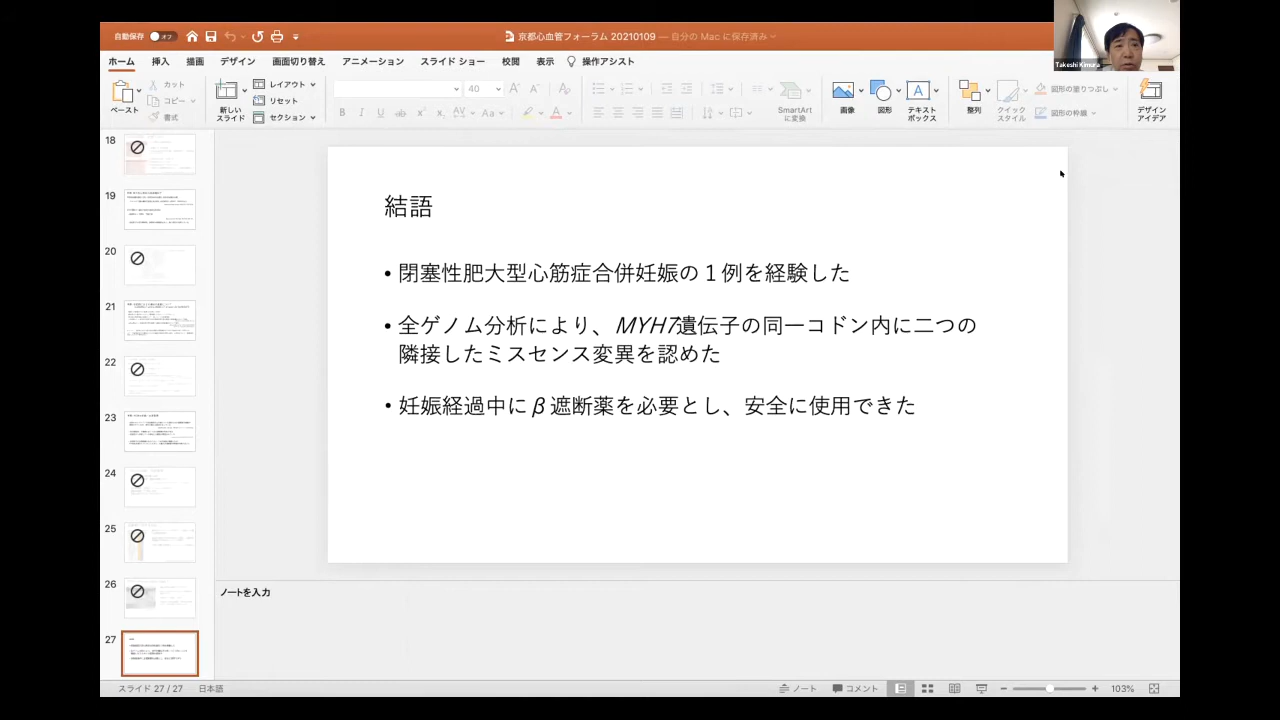 自動保存 オフ
京都心血管フォーラム 20210109 — 自分の Mac に保存済み
Takeshi Kimura
ホーム 挿入 描画 デザイン 画面切り替え アニメーション スライド ショー 校閲 表示 操作アシスト
ペースト
カット
コピー
書式
新しい
スライド
レイアウト
リセット
セクション
40
SmartArt
に変換
画像
図形
テキスト
ボックス
整列
クイック
スタイル
図形の塗りつぶし
図形の枠線
デザイン
アイデア
18
19
20
21
22
23
24
25
26
27
結語
• 閉塞性肥大型心筋症合併妊娠の１例を経験した
• 全ゲノム分析により、MYH7遺伝子の同一コドン内に二つの
隣接したミスセンス変異を認めた
• 妊娠経過中にβ遮断薬を必要とし、安全に使用できた
ノートを入力
スライド 27 / 27 日本語
ノート コメント 103%